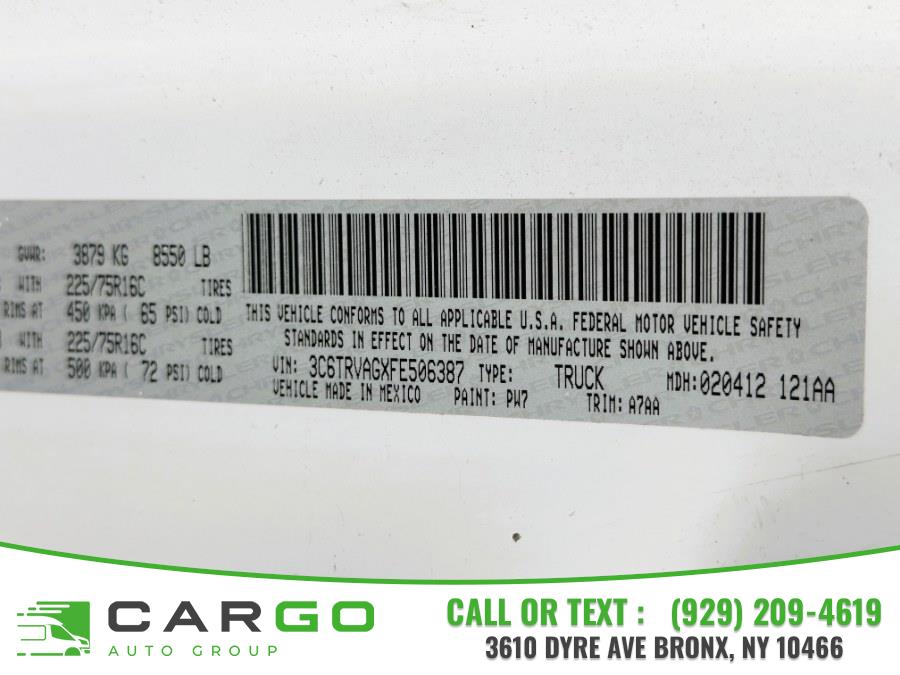 GVWR: 3879 KG 8550 LB
WITH 225/75R16C TIRES
RIMS AT 450 KPA ( 65 PSI) COLD
WITH 225/75R16C TIRES
RIMS AT 500 KPA ( 72 PSI) COLD
THIS VEHICLE CONFORMS TO ALL APPLICABLE U.S.A. FEDERAL MOTOR VEHICLE SAFETY
STANDARDS IN EFFECT ON THE DATE OF MANUFACTURE SHOWN ABOVE.
VIN: 3C6TRVAGXFE506387 TYPE: TRUCK MDH:020412 121AA
VEHICLE MADE IN MEXICO PAINT: PW7 TRIM: A7AA
CARGO
AUTO GROUP
CALL OR TEXT : (929) 209-4619
3610 DYRE AVE BRONX, NY 10466